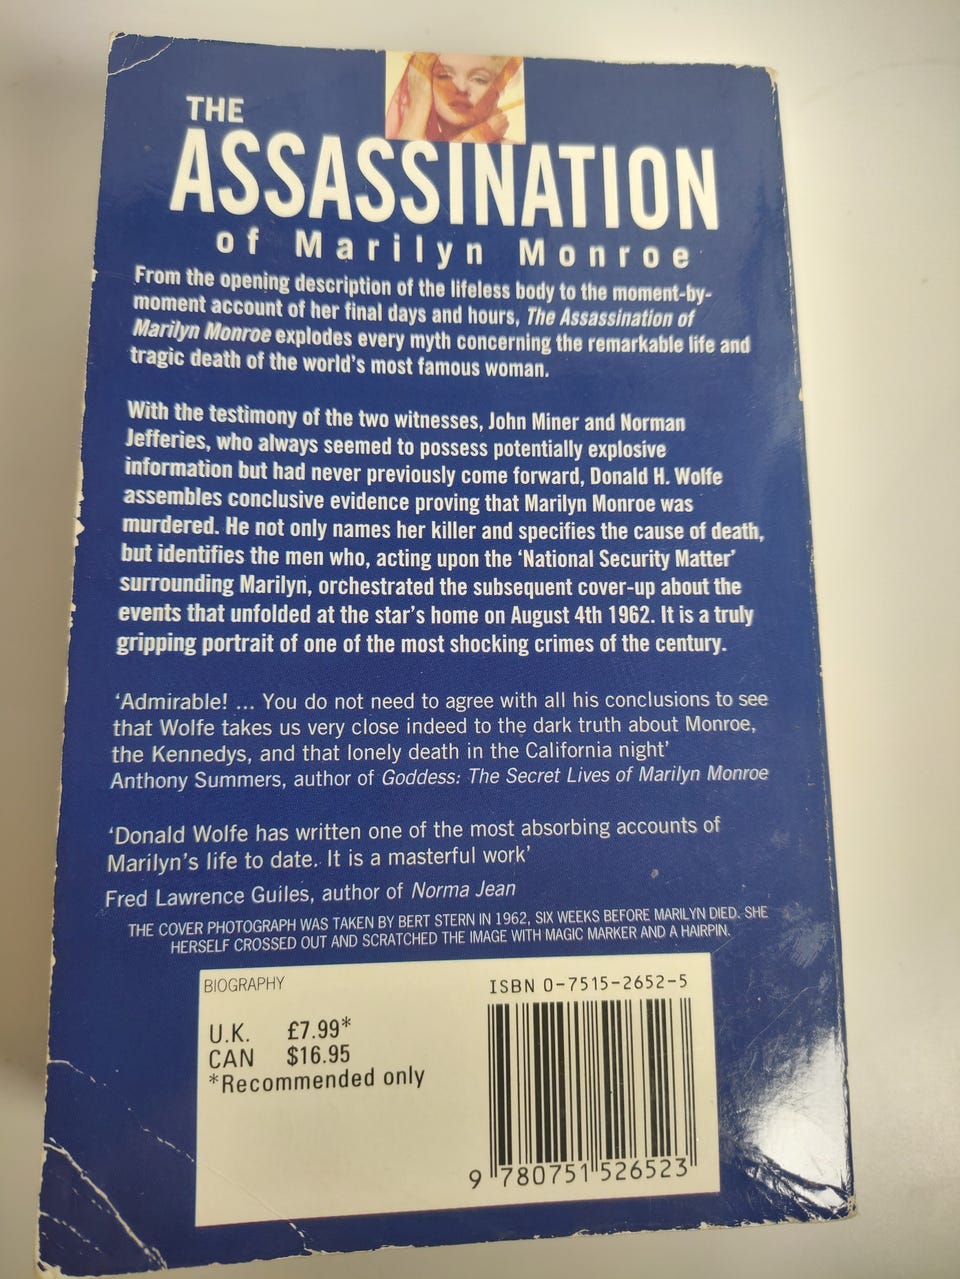 THE
ASSASSINATION
of Marilyn Monroe
From the opening description of the lifeless body to the moment-by-
moment account of her final days and hours, The Assassination of
Marilyn Monroe explodes every myth concerning the remarkable life and
tragic death of the world's most famous woman.
With the testimony of the two witnesses, John Miner and Norman
Jefferies, who always seemed to possess potentially explosive
information but had never previously come forward, Donald H. Wolfe
assembles conclusive evidence proving that Marilyn Monroe was
murdered. He not only names her killer and specifies the cause of death,
but identifies the men who, acting upon the 'National Security Matter'
surrounding Marilyn, orchestrated the subsequent cover-up about the
events that unfolded at the star's home on August 4th 1962. It is a truly
gripping portrait of one of the most shocking crimes of the century.
'Admirable! ... You do not need to agree with all his conclusions to see
that Wolfe takes us very close indeed to the dark truth about Monroe,
the Kennedys, and that lonely death in the California night'
Anthony Summers, author of Goddess: The Secret Lives of Marilyn Monroe
'Donald Wolfe has written one of the most absorbing accounts of
Marilyn's life to date. It is a masterful work'
Fred Lawrence Guiles, author of Norma Jean
THE COVER PHOTOGRAPH WAS TAKEN BY BERT STERN IN 1962, SIX WEEKS BEFORE MARILYN DIED. SHE
HERSELF CROSSED OUT AND SCRATCHED THE IMAGE WITH MAGIC MARKER AND A HAIRPIN.
BIOGRAPHY
ISBN 0-7515-2652-5
U.K. £7.99*
CAN $16.95
*Recommended only
9 780751 526523